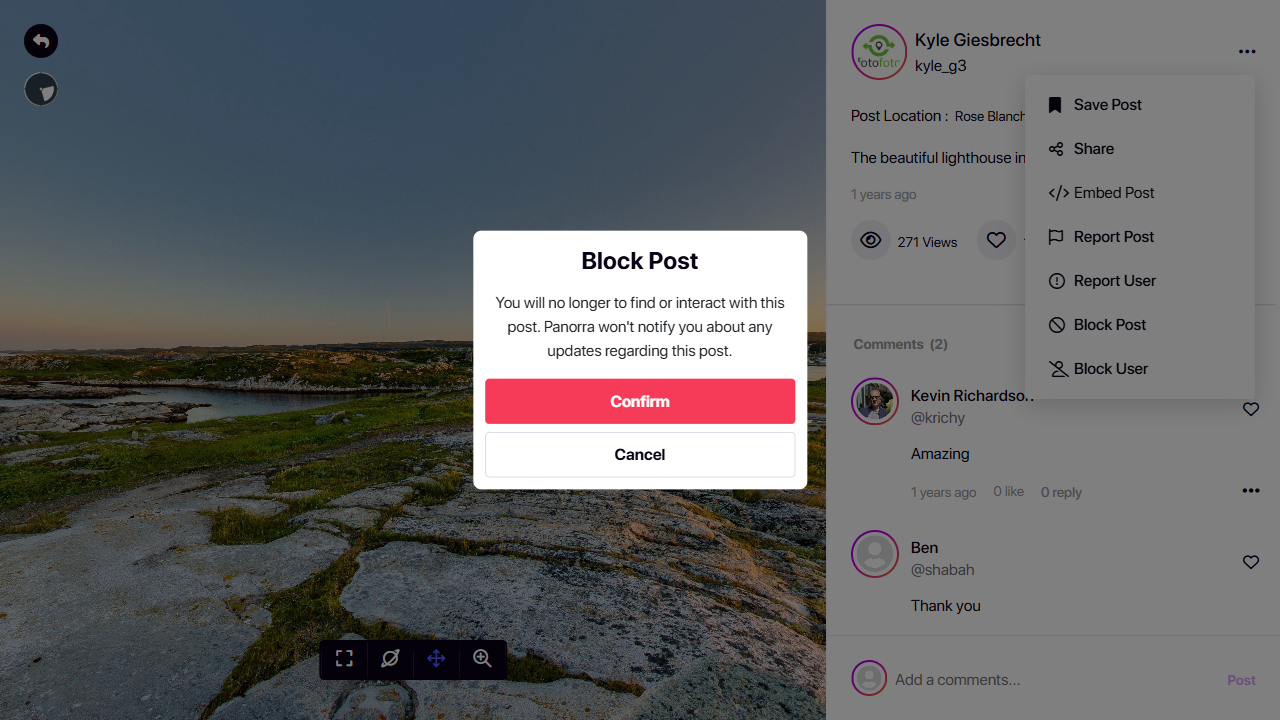 Kyle Giesbrecht
kyle_g3
fotofoto
Post Location : Rose Blanch
The beautiful lighthouse in
1 years ago
271 Views
Save Post
Share
Embed Post
Report Post
Report User
Block Post
Block User
Block Post
You will no longer to find or interact with this
post. Panorra won't notify you about any
updates regarding this post.
Confirm
Cancel
Comments (2)
Kevin Richardson
@krichy
Amazing
1 years ago 0 like 0 reply
Ben
@shabah
Thank you
Add a comments... Post